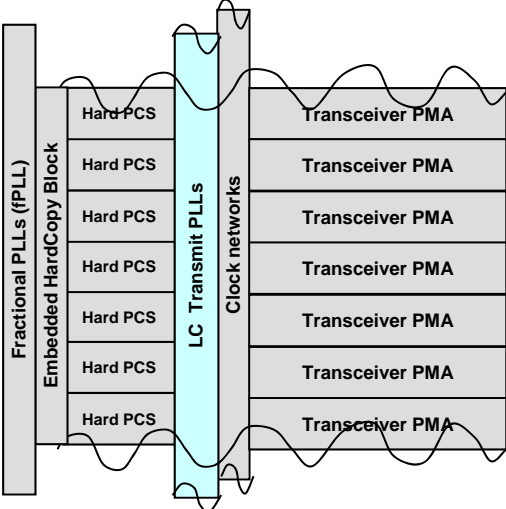 Fractional PLLs (fPLL)
Embedded HardCopy Block
Hard PCS
Hard PCS
Hard PCS
Hard PCS
Hard PCS
Hard PCS
Hard PCS
LC Transmit PLLs
Clock networks
Transceiver PMA
Transceiver PMA
Transceiver PMA
Transceiver PMA
Transceiver PMA
Transceiver PMA
Transceiver PMA